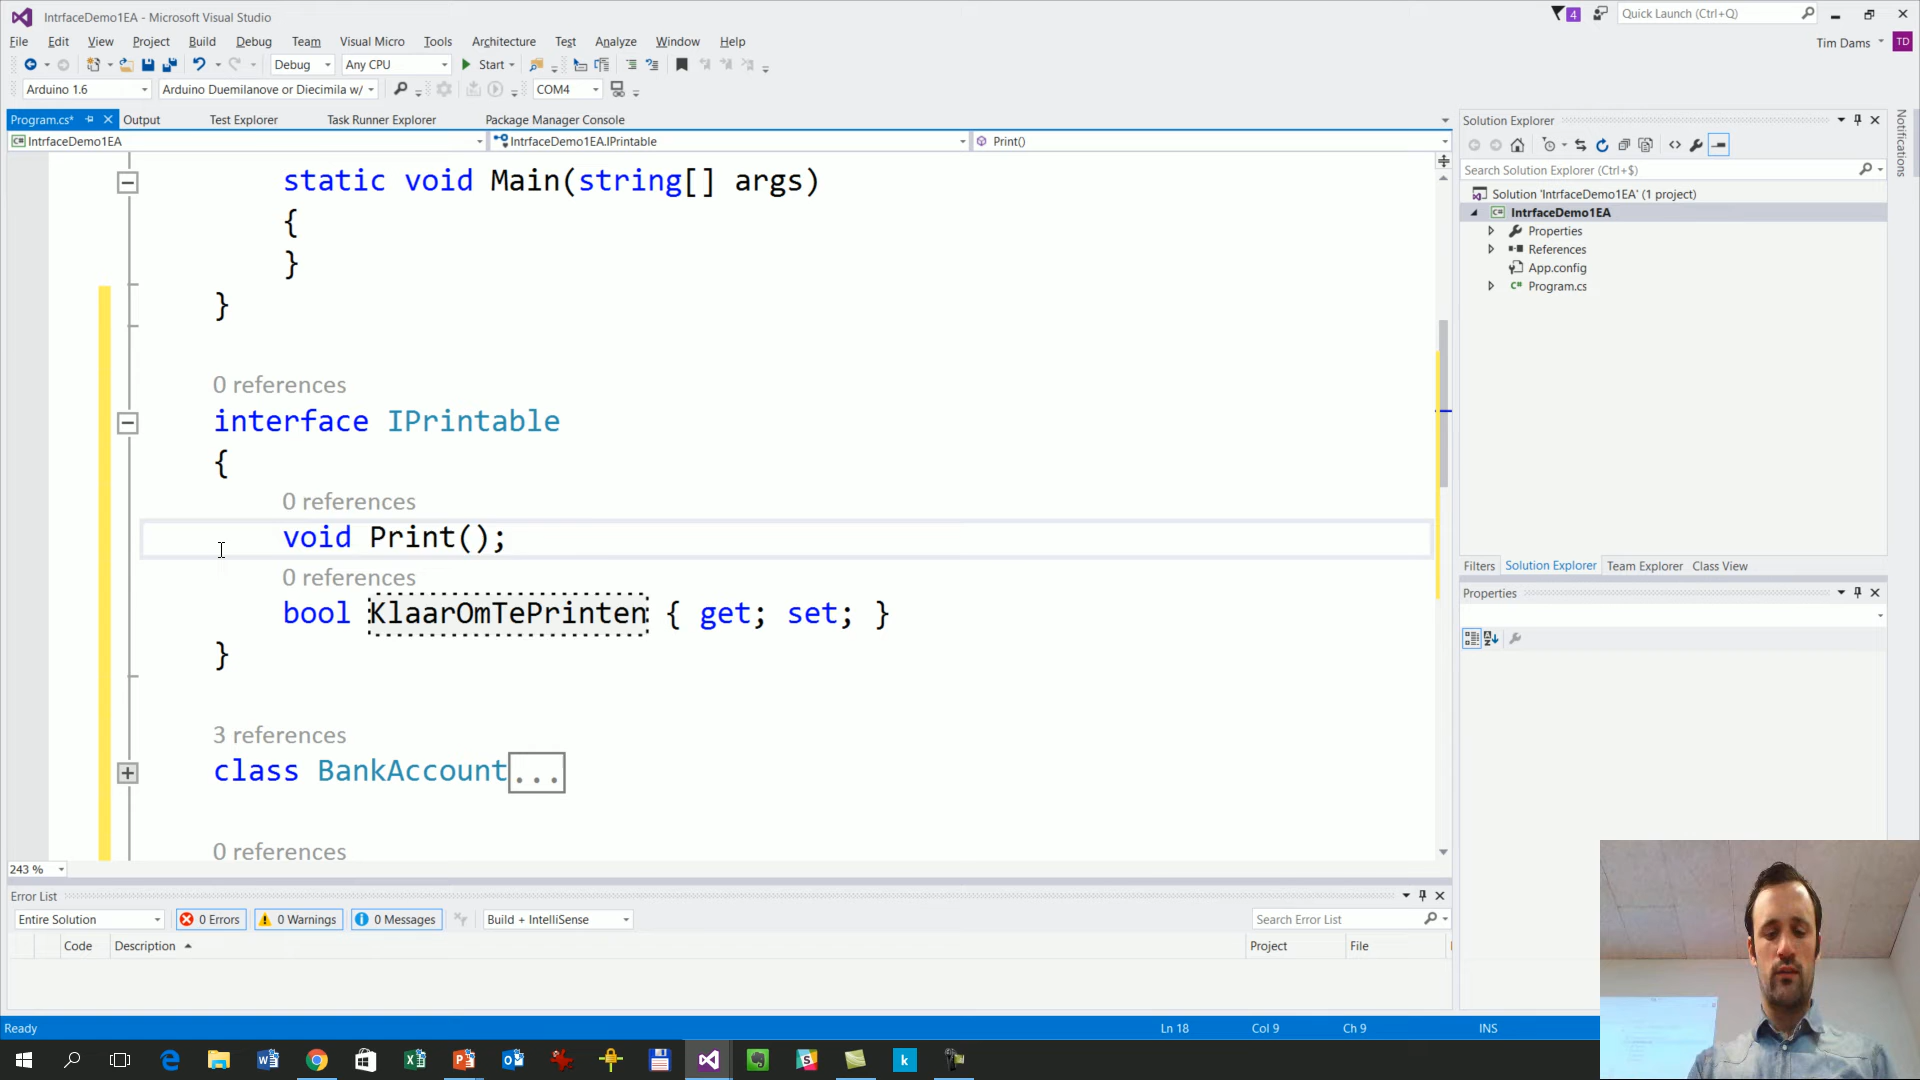 IntrfaceDemo1EA - Microsoft Visual Studio
4
Quick Launch (Ctrl+Q)
File Edit View Project Build Debug Team Visual Micro Tools Architecture Test Analyze Window Help
Tim Dams TD
Debug Any CPU Start
Arduino 1.6 Arduino Duemilanove or Diecimila w/ COM4
Program.cs* Output Test Explorer Task Runner Explorer Package Manager Console
IntrfaceDemo1EA IntrfaceDemo1EA.IPrintable Print()
static void Main(string[] args)
{
}
}
0 references
interface IPrintable
{
0 references
void Print();
0 references
bool KlaarOmTePrinten { get; set; }
}
3 references
class BankAccount...
0 references
243 %
Solution Explorer
Search Solution Explorer (Ctrl+$)
Solution 'IntrfaceDemo1EA' (1 project)
IntrfaceDemo1EA
Properties
References
App.config
Program.cs
Filters Solution Explorer Team Explorer Class View
Properties
Notifications
Error List
Entire Solution 0 Errors 0 Warnings 0 Messages Build + IntelliSense Search Error List
Code Description Project File
Ready Ln 18 Col 9 Ch 9 INS